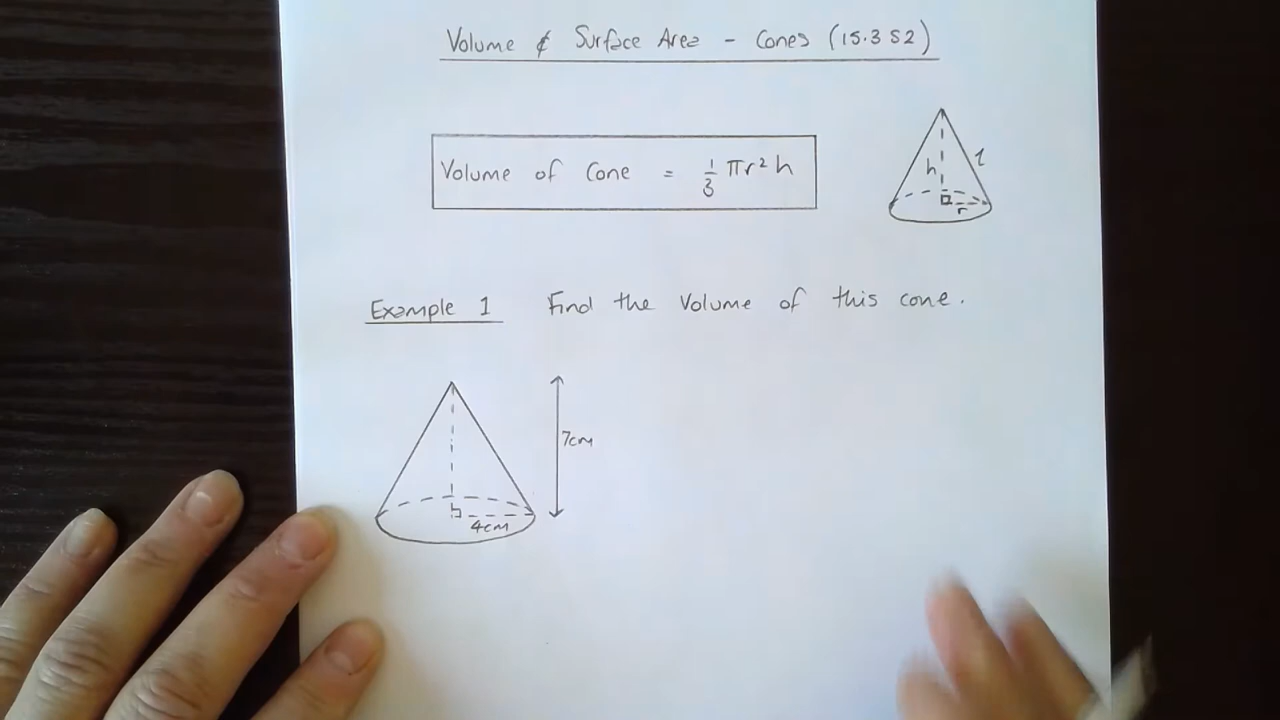 Volume & Surface Area - Cones (15.3 S2)
Volume of Cone = 1/3 πr²h
h
l
r
Example 1 Find the Volume of this cone.
7cm
4cm